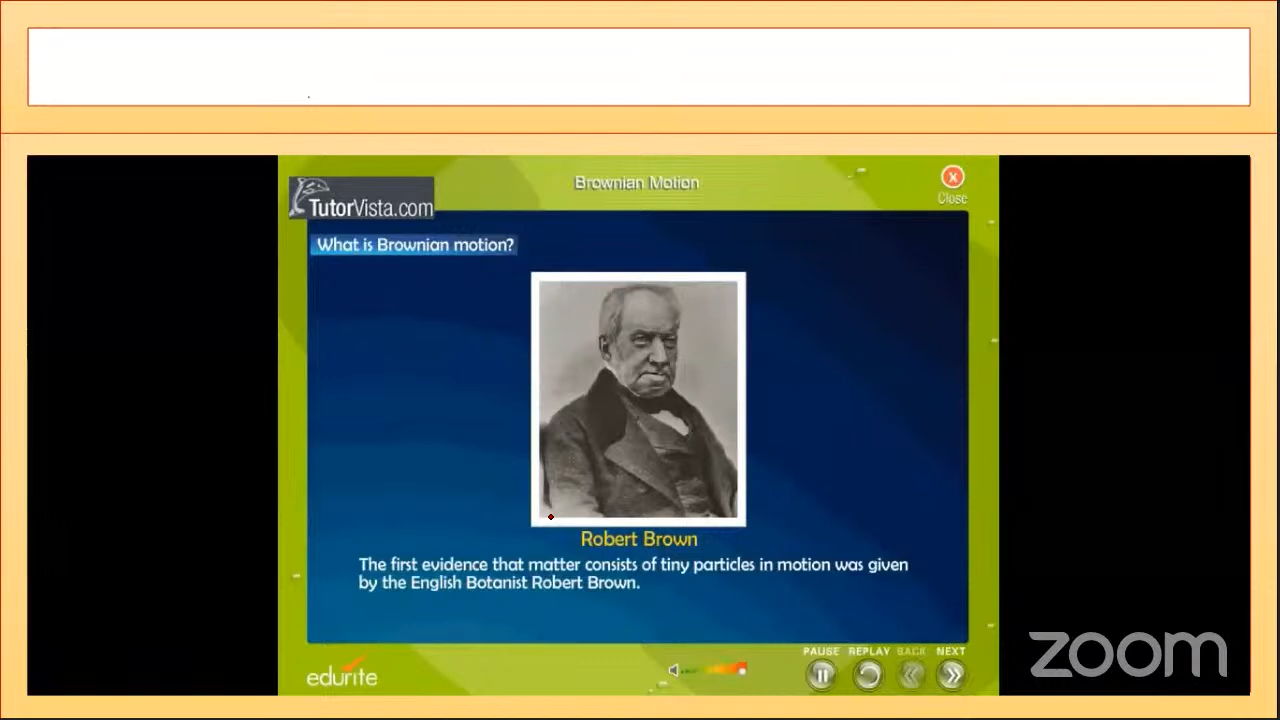 Brownian Motion
Close
TutorVista.com
What is Brownian motion?
Robert Brown
The first evidence that matter consists of tiny particles in motion was given
by the English Botanist Robert Brown.
PAUSE REPLAY BACK NEXT
edurite
zoom